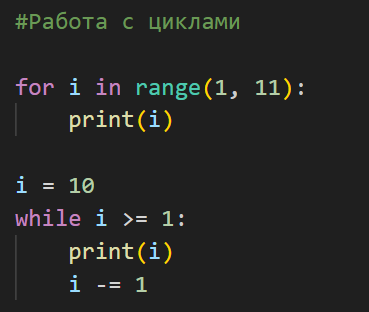 #Работа с циклами
for i in range(1, 11):
    print(i)
i = 10
while i >= 1:
    print(i)
    i -= 1